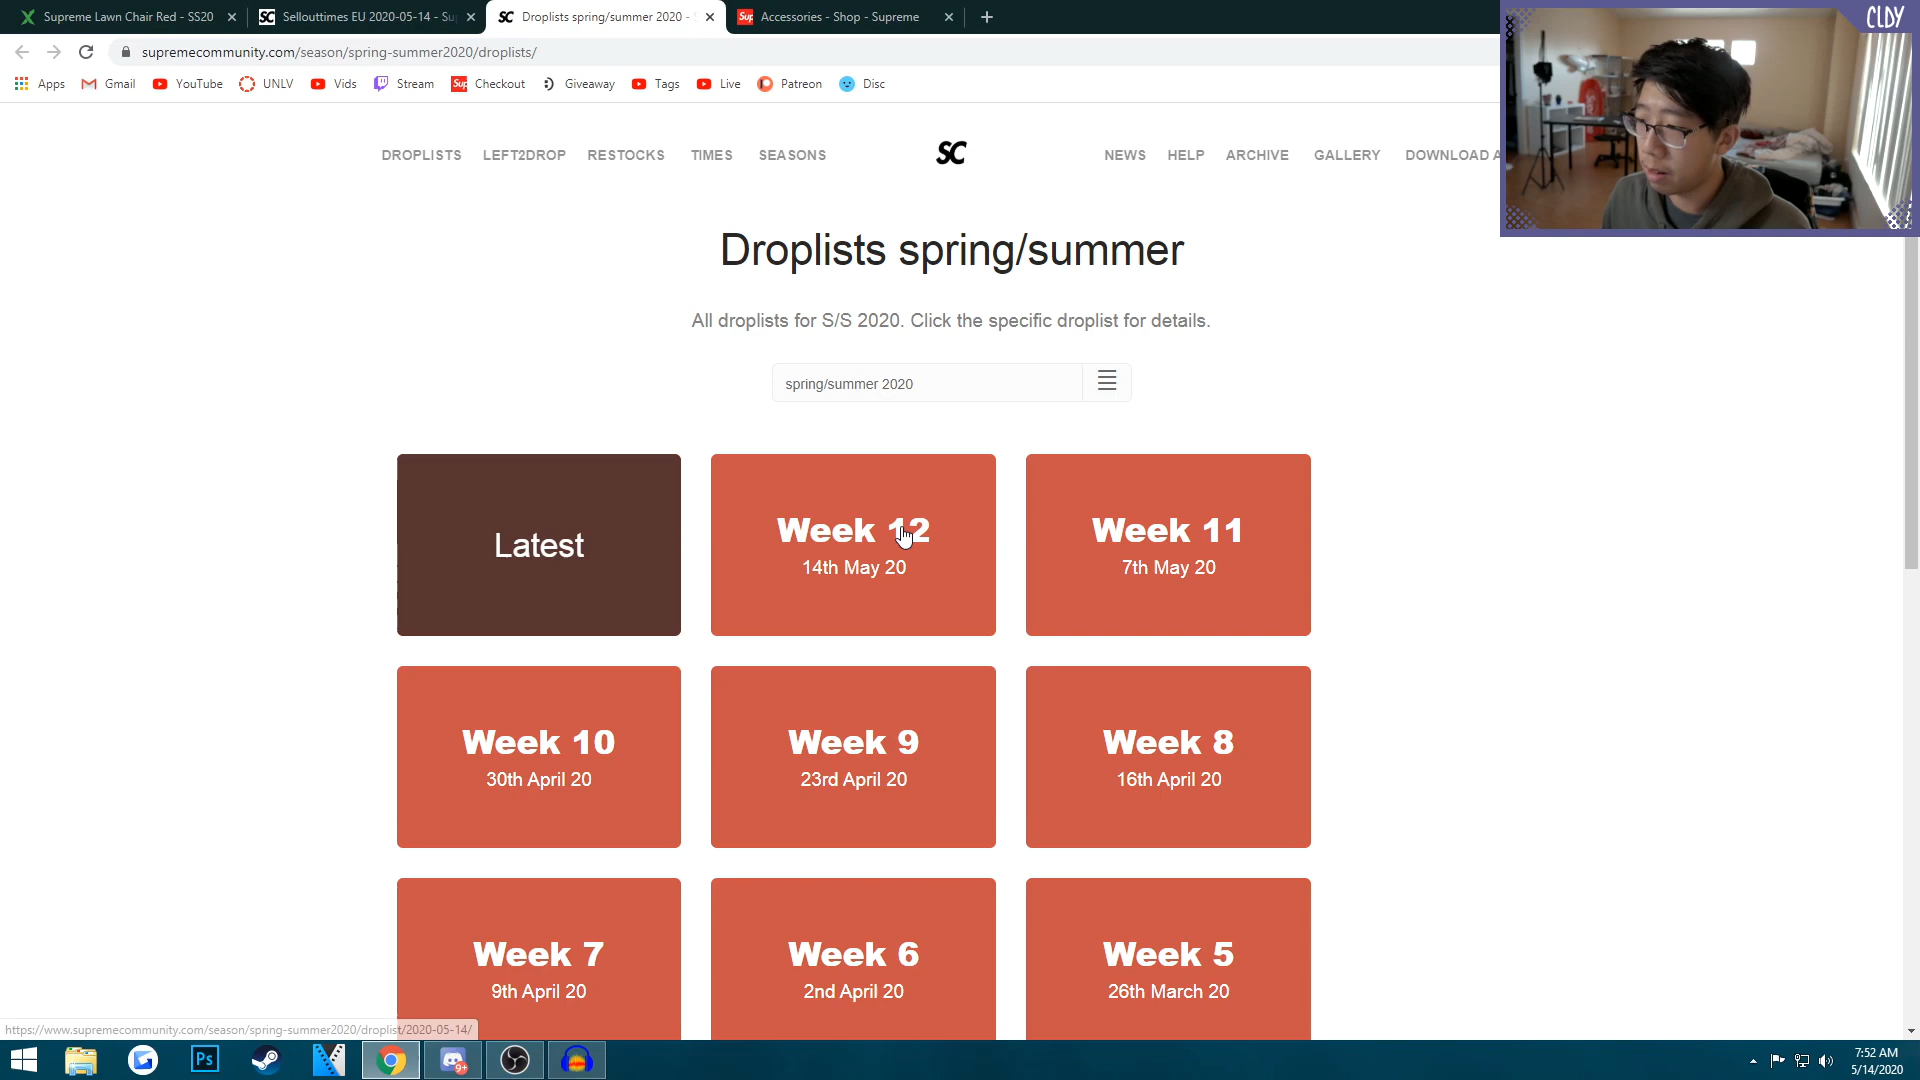 Supreme Lawn Chair Red - SS20
Sellouttimes EU 2020-05-14 - Su
Droplists spring/summer 2020 -
Accessories - Shop - Supreme
CLDY
supremecommunity.com/season/spring-summer2020/droplists/
Apps Gmail YouTube UNLV Vids Stream Checkout Giveaway Tags Live Patreon Disc
DROPLISTS LEFT2DROP RESTOCKS TIMES SEASONS SC NEWS HELP ARCHIVE GALLERY DOWNLOAD A
Droplists spring/summer
All droplists for S/S 2020. Click the specific droplist for details.
spring/summer 2020
Latest
Week 12
14th May 20
Week 11
7th May 20
Week 10
30th April 20
Week 9
23rd April 20
Week 8
16th April 20
Week 7
9th April 20
Week 6
2nd April 20
Week 5
26th March 20
https://www.supremecommunity.com/season/spring-summer2020/droplist/2020-05-14/
Ps
9+
7:52 AM
5/14/2020